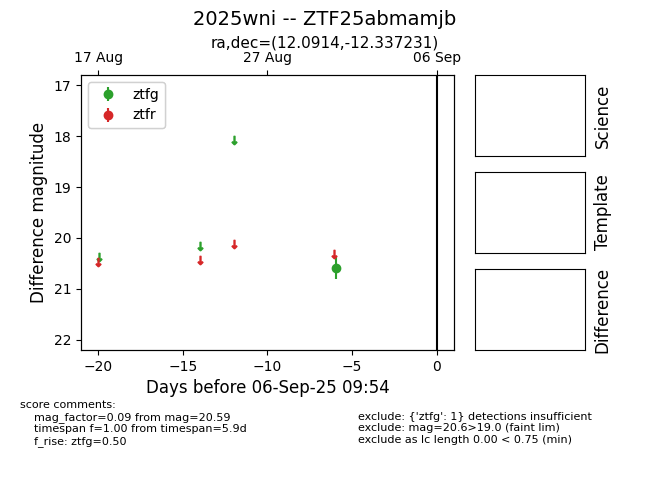 2025wni -- ZTF25abmamjb
ra,dec=(12.0914,-12.337231)
17 Aug 27 Aug 06 Sep
ztfg
ztfr
17
18
19
20
21
22
Difference magnitude
−20 −15 −10 −5 0
Days before 06-Sep-25 09:54
Science
Template
Difference
score comments:
mag_factor=0.09 from mag=20.59
timespan f=1.00 from timespan=5.9d
f_rise: ztfg=0.50
exclude: {'ztfg': 1} detections insufficient
exclude: mag=20.6>19.0 (faint lim)
exclude as lc length 0.00 < 0.75 (min)